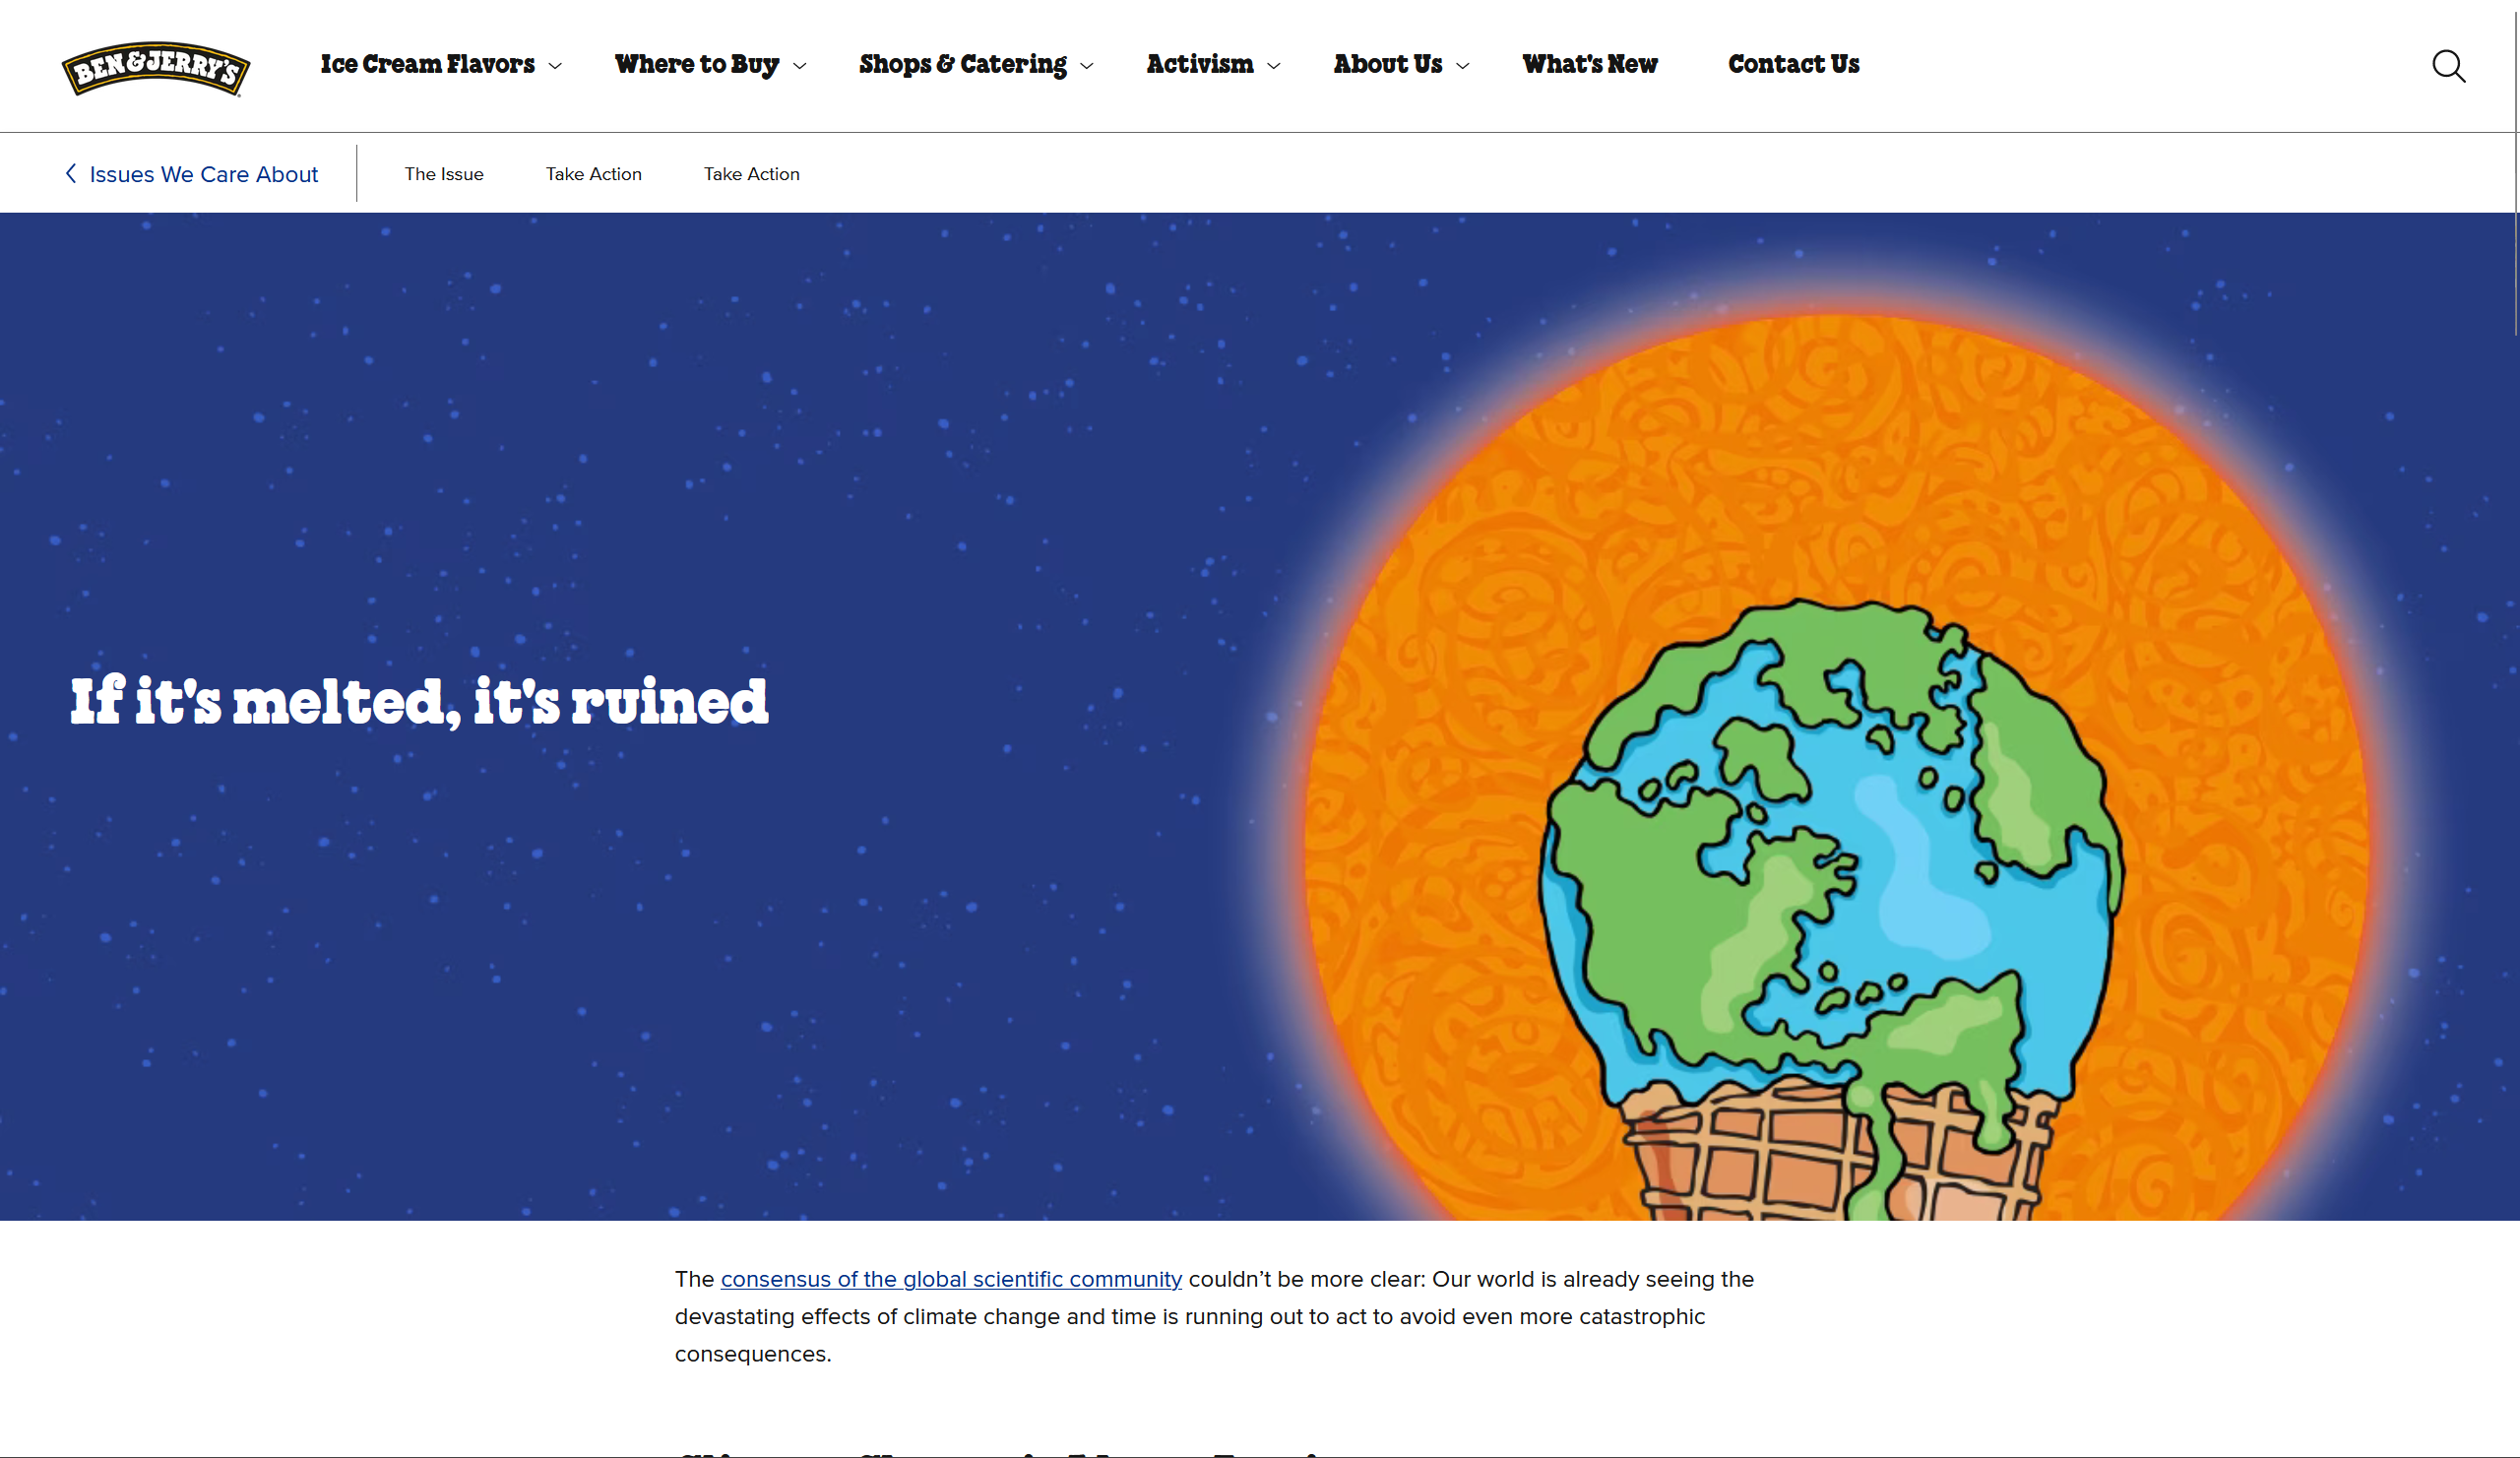 BEN & JERRY'S
Ice Cream Flavors Where to Buy Shops & Catering Activism About Us What's New Contact Us
Issues We Care About The Issue Take Action Take Action
If it's melted, it's ruined
The consensus of the global scientific community couldn’t be more clear: Our world is already seeing the
devastating effects of climate change and time is running out to act to avoid even more catastrophic
consequences.